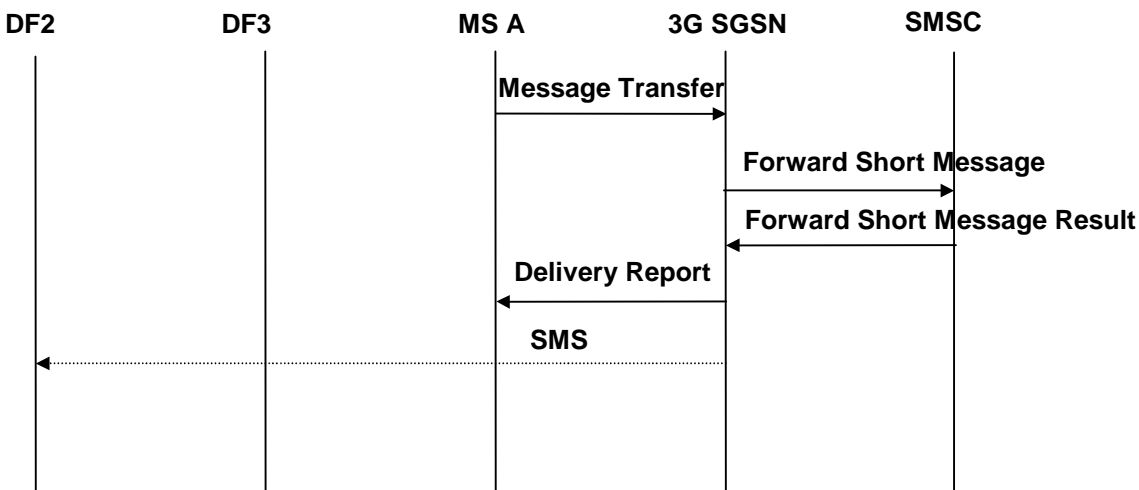 DF2 DF3 MS A 3G SGSN SMSC
Message Transfer
Forward Short Message
Forward Short Message Result
Delivery Report
SMS